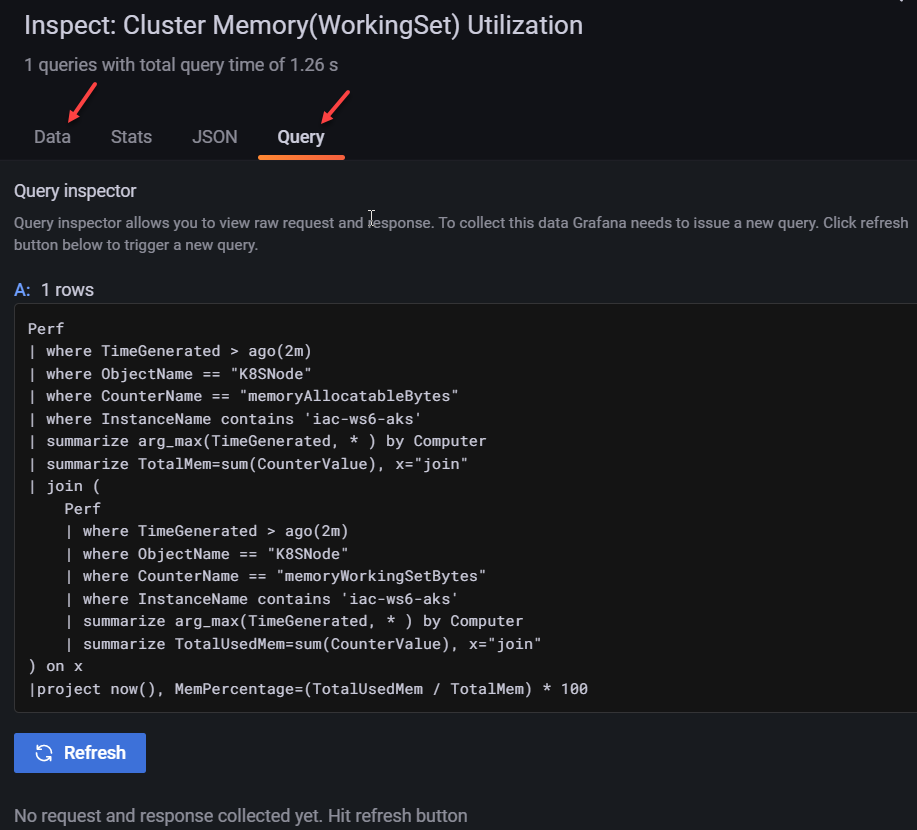 Inspect: Cluster Memory(WorkingSet) Utilization
1 queries with total query time of 1.26 s
Data Stats JSON Query
Query inspector
Query inspector allows you to view raw request and response. To collect this data Grafana needs to issue a new query. Click refresh
button below to trigger a new query.
A: 1 rows
Perf
| where TimeGenerated > ago(2m)
| where ObjectName == "K8SNode"
| where CounterName == "memoryAllocatableBytes"
| where InstanceName contains 'iac-ws6-aks'
| summarize arg_max(TimeGenerated, * ) by Computer
| summarize TotalMem=sum(CounterValue), x="join"
| join (
    Perf
    | where TimeGenerated > ago(2m)
    | where ObjectName == "K8SNode"
    | where CounterName == "memoryWorkingSetBytes"
    | where InstanceName contains 'iac-ws6-aks'
    | summarize arg_max(TimeGenerated, * ) by Computer
    | summarize TotalUsedMem=sum(CounterValue), x="join"
) on x
|project now(), MemPercentage=(TotalUsedMem / TotalMem) * 100
Refresh
No request and response collected yet. Hit refresh button